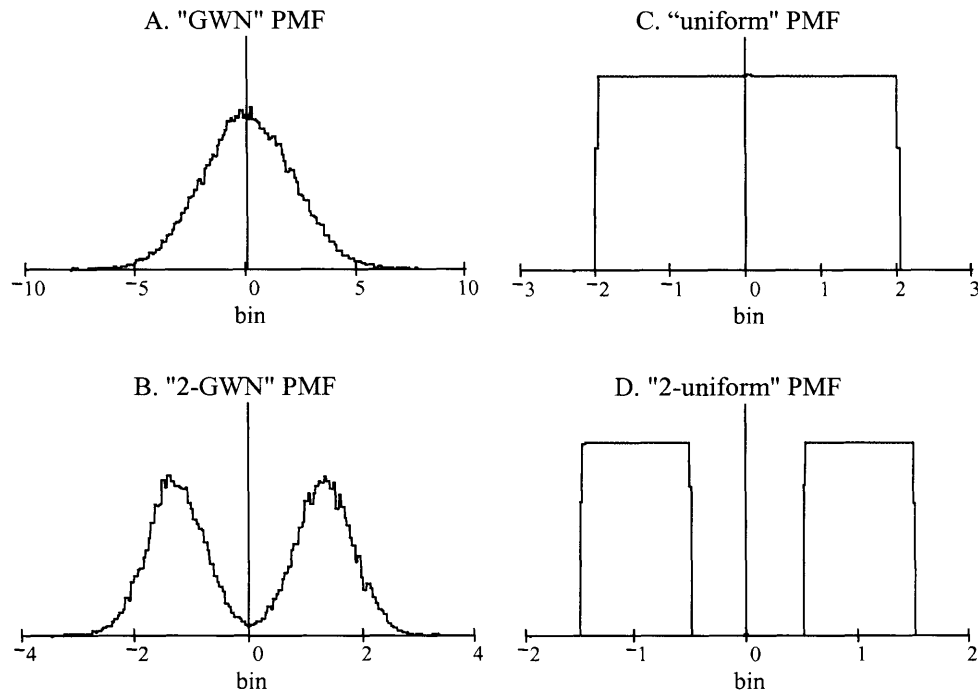 A. "GWN" PMF
−10 −5 0 5 10
bin
C. “uniform" PMF
−3 −2 −1 0 1 2 3
bin
B. "2-GWN" PMF
−4 −2 0 2 4
bin
D. "2-uniform" PMF
−2 −1 0 1 2
bin